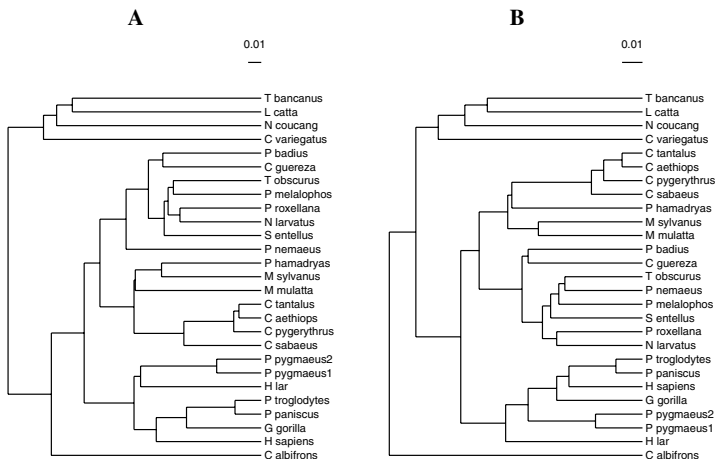 A
0.01
T bancanus
L catta
N coucang
C variegatus
P badius
C guereza
T obscurus
P melalophos
P roxellana
N larvatus
S entellus
P nemaeus
P hamadryas
M sylvanus
M mulatta
C tantalus
C aethiops
C pygerythrus
C sabaeus
P pygmaeus2
P pygmaeus1
H lar
P troglodytes
P paniscus
G gorilla
H sapiens
C albifrons
B
0.01
T bancanus
L catta
N coucang
C variegatus
C tantalus
C aethiops
C pygerythrus
C sabaeus
P hamadryas
M sylvanus
M mulatta
P badius
C guereza
T obscurus
P nemaeus
P melalophos
S entellus
P roxellana
N larvatus
P troglodytes
P paniscus
H sapiens
G gorilla
P pygmaeus2
P pygmaeus1
H lar
C albifrons